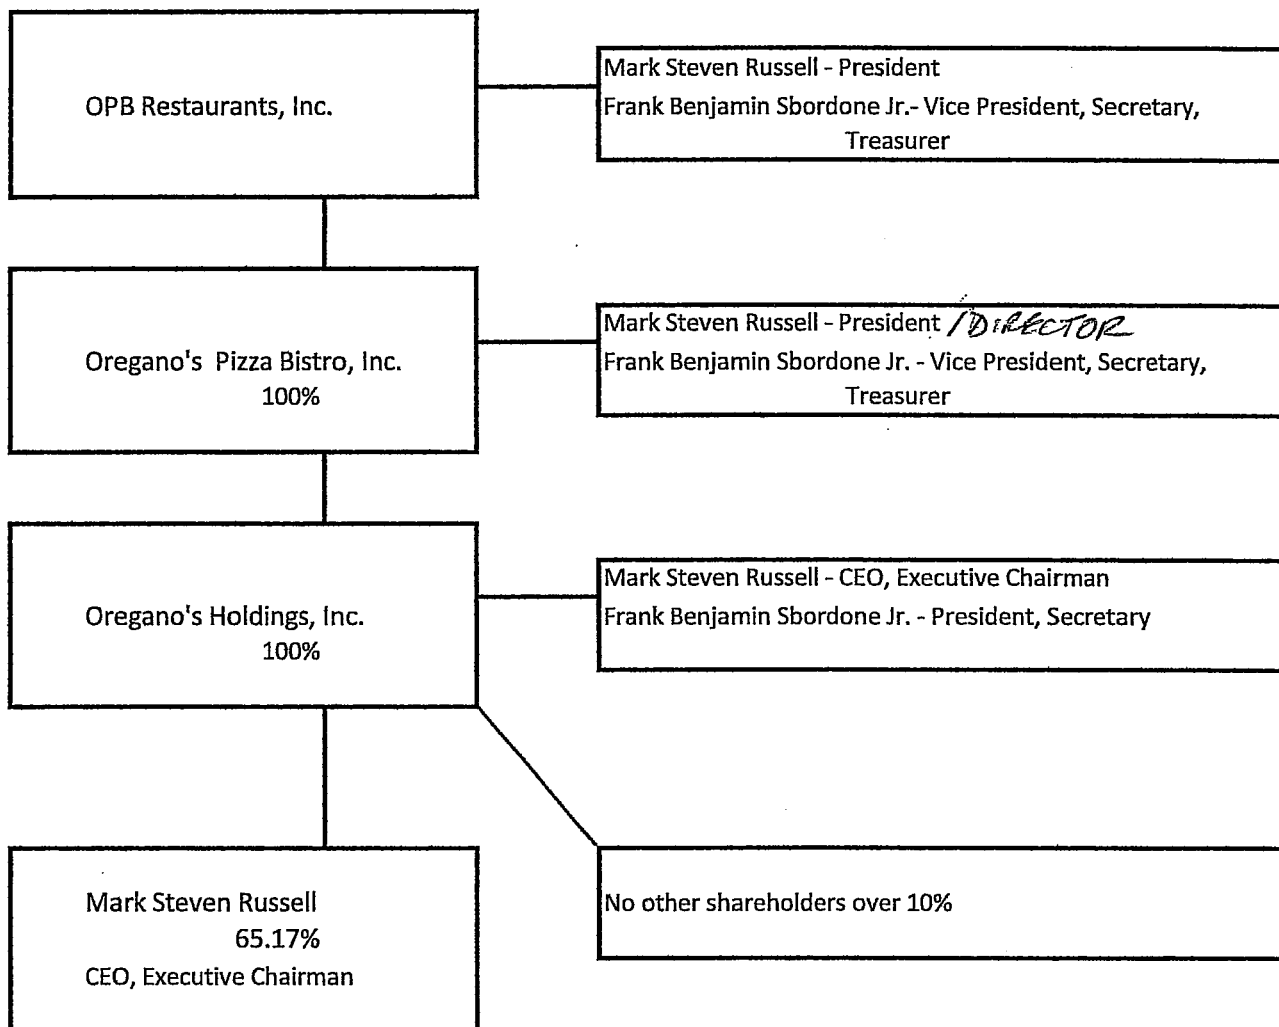 OPB Restaurants, Inc.
Mark Steven Russell - President
Frank Benjamin Sbordone Jr.- Vice President, Secretary,
Treasurer
Oregano's Pizza Bistro, Inc.
100%
Mark Steven Russell - President /DIRECTOR
Frank Benjamin Sbordone Jr. - Vice President, Secretary,
Treasurer
Oregano's Holdings, Inc.
100%
Mark Steven Russell - CEO, Executive Chairman
Frank Benjamin Sbordone Jr. - President, Secretary
Mark Steven Russell
65.17%
CEO, Executive Chairman
No other shareholders over 10%